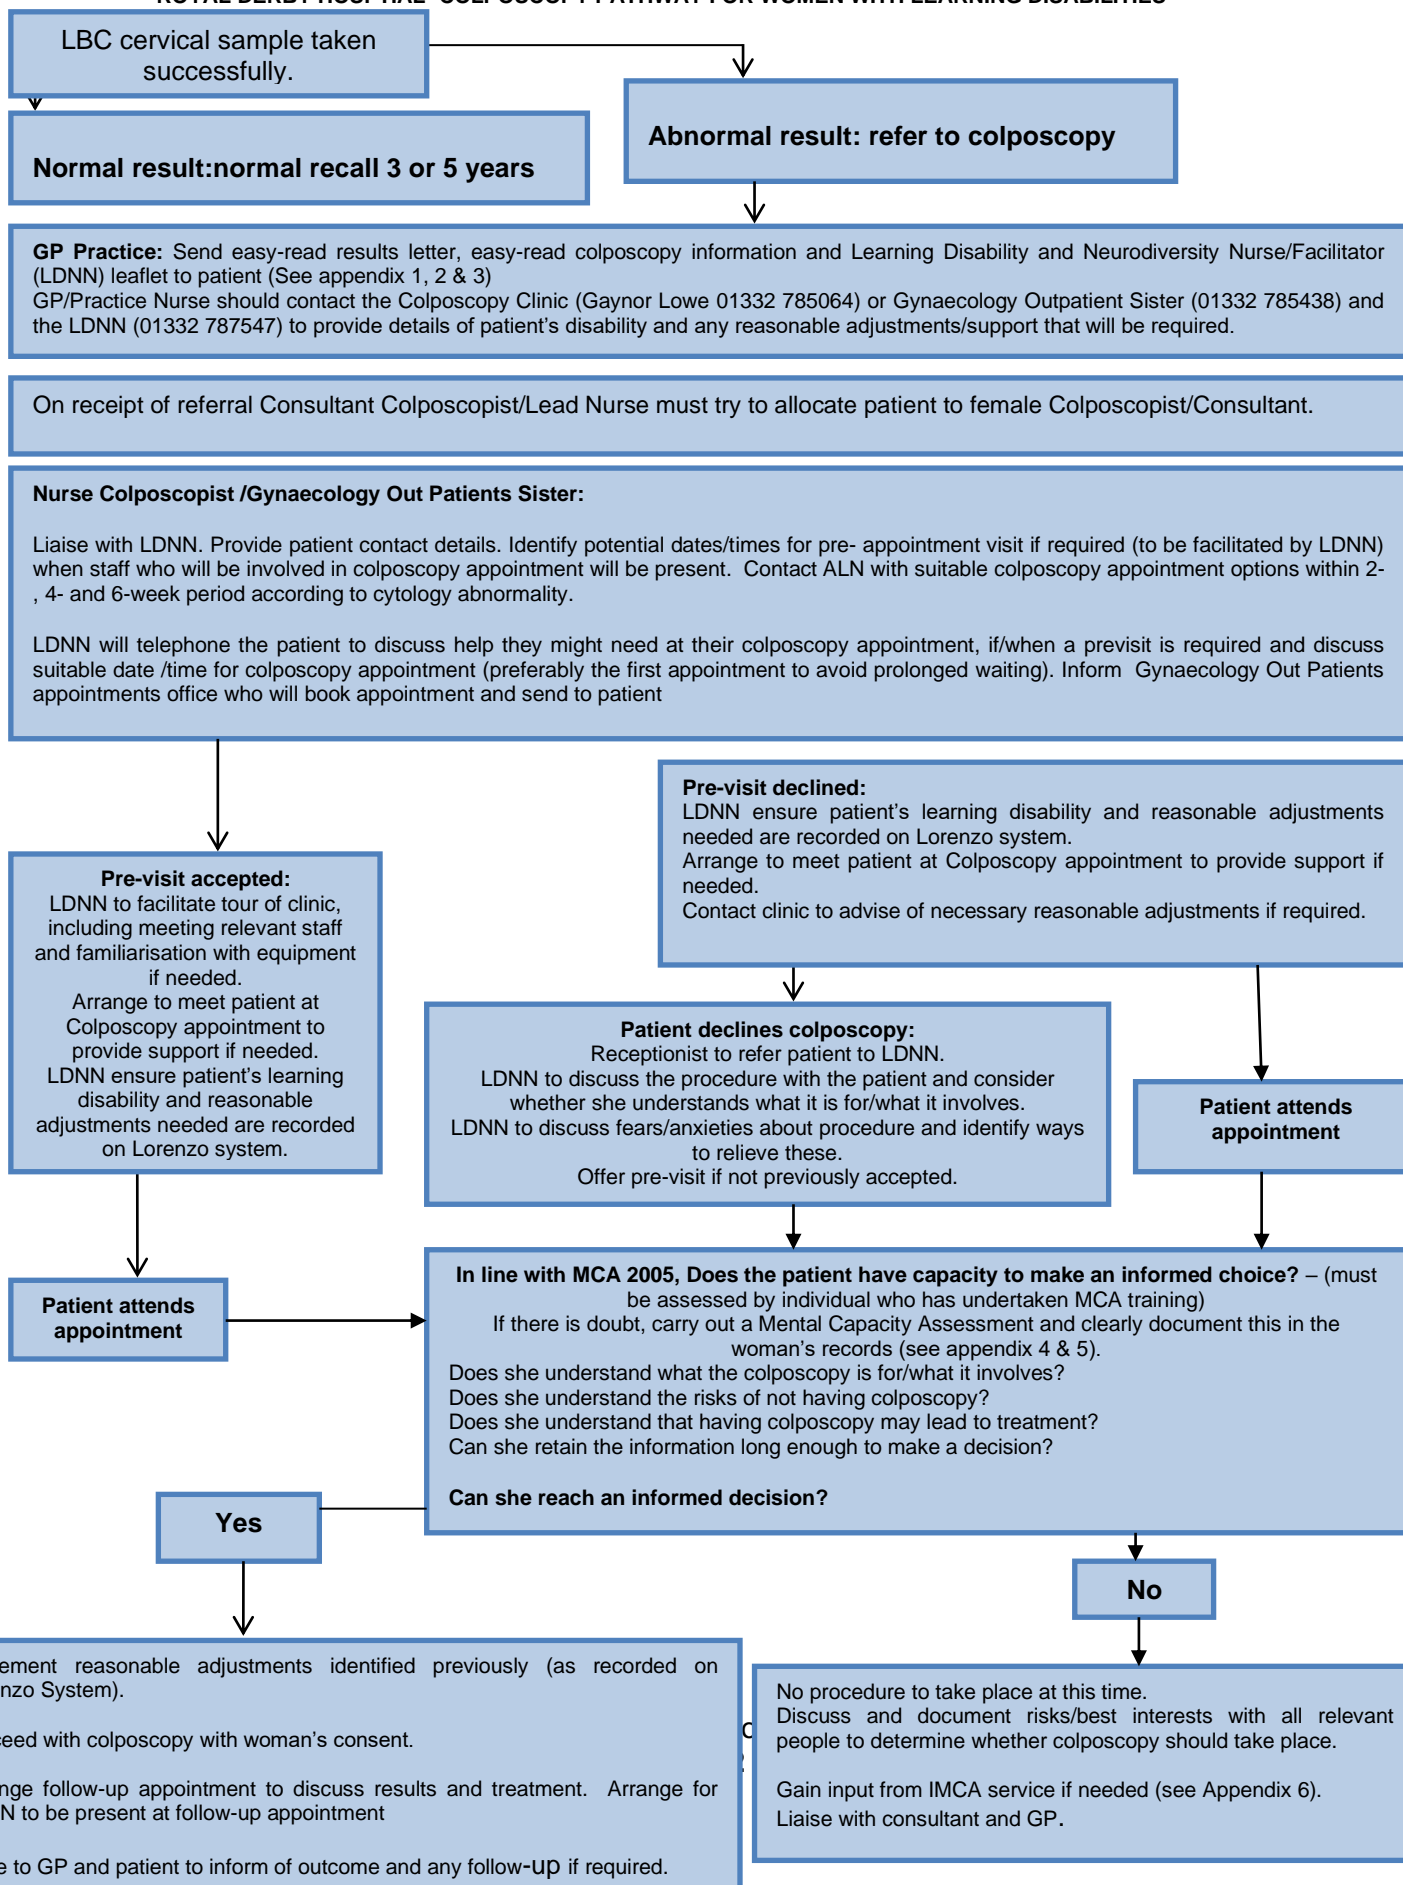 ROYAL DERBY HOSPITAL COLPOSCOPY PATHWAY FOR WOMEN WITH LEARNING DISABILITIES
LBC cervical sample taken
successfully.
Abnormal result: refer to colposcopy
Normal result:normal recall 3 or 5 years
GP Practice: Send easy-read results letter, easy-read colposcopy information and Learning Disability and Neurodiversity Nurse/Facilitator
(LDNN) leaflet to patient (See appendix 1, 2 & 3)
GP/Practice Nurse should contact the Colposcopy Clinic (Gaynor Lowe 01332 785064) or Gynaecology Outpatient Sister (01332 785438) and
the LDNN (01332 787547) to provide details of patient's disability and any reasonable adjustments/support that will be required.
On receipt of referral Consultant Colposcopist/Lead Nurse must try to allocate patient to female Colposcopist/Consultant.
Nurse Colposcopist /Gynaecology Out Patients Sister:
Liaise with LDNN. Provide patient contact details. Identify potential dates/times for pre- appointment visit if required (to be facilitated by LDNN)
when staff who will be involved in colposcopy appointment will be present. Contact ALN with suitable colposcopy appointment options within 2-
, 4- and 6-week period according to cytology abnormality.
LDNN will telephone the patient to discuss help they might need at their colposcopy appointment, if/when a previsit is required and discuss
suitable date /time for colposcopy appointment (preferably the first appointment to avoid prolonged waiting). Inform Gynaecology Out Patients
appointments office who will book appointment and send to patient
Pre-visit declined:
LDNN ensure patient's learning disability and reasonable adjustments
needed are recorded on Lorenzo system.
Arrange to meet patient at Colposcopy appointment to provide support if
needed.
Contact clinic to advise of necessary reasonable adjustments if required.
Pre-visit accepted:
LDNN to facilitate tour of clinic,
including meeting relevant staff
and familiarisation with equipment
if needed.
Arrange to meet patient at
Colposcopy appointment to
provide support if needed.
LDNN ensure patient's learning
disability and reasonable
adjustments needed are recorded
on Lorenzo system.
Patient declines colposcopy:
Receptionist to refer patient to LDNN.
LDNN to discuss the procedure with the patient and consider
whether she understands what it is for/what it involves.
LDNN to discuss fears/anxieties about procedure and identify ways
to relieve these.
Offer pre-visit if not previously accepted.
Patient attends
appointment
Patient attends
appointment
In line with MCA 2005, Does the patient have capacity to make an informed choice? – (must
be assessed by individual who has undertaken MCA training)
If there is doubt, carry out a Mental Capacity Assessment and clearly document this in the
woman's records (see appendix 4 & 5).
Does she understand what the colposcopy is for/what it involves?
Does she understand the risks of not having colposcopy?
Does she understand that having colposcopy may lead to treatment?
Can she retain the information long enough to make a decision?
Can she reach an informed decision?
Yes
No
ement reasonable adjustments identified previously (as recorded on
nzo System).
ceed with colposcopy with woman's consent.
nge follow-up appointment to discuss results and treatment. Arrange for
N to be present at follow-up appointment
e to GP and patient to inform of outcome and any follow-up if required.
No procedure to take place at this time.
Discuss and document risks/best interests with all relevant
people to determine whether colposcopy should take place.
Gain input from IMCA service if needed (see Appendix 6).
Liaise with consultant and GP.